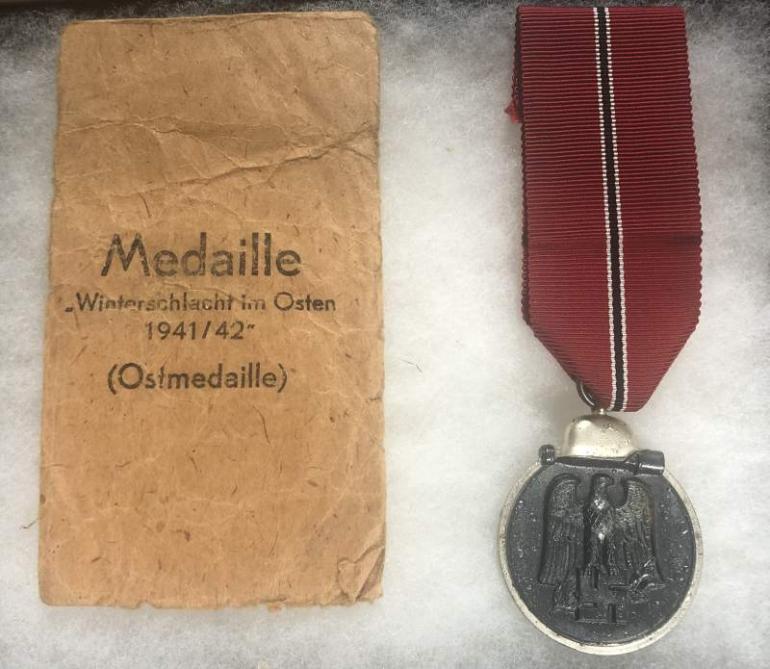 Medaille
„Winterschlacht im Osten
1941/42"
(Ostmedaille)